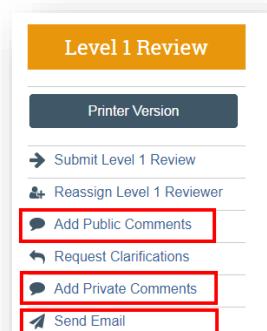 Level 1 Review
Printer Version
Submit Level 1 Review
Reassign Level 1 Reviewer
Add Public Comments
Request Clarifications
Add Private Comments
Send Email